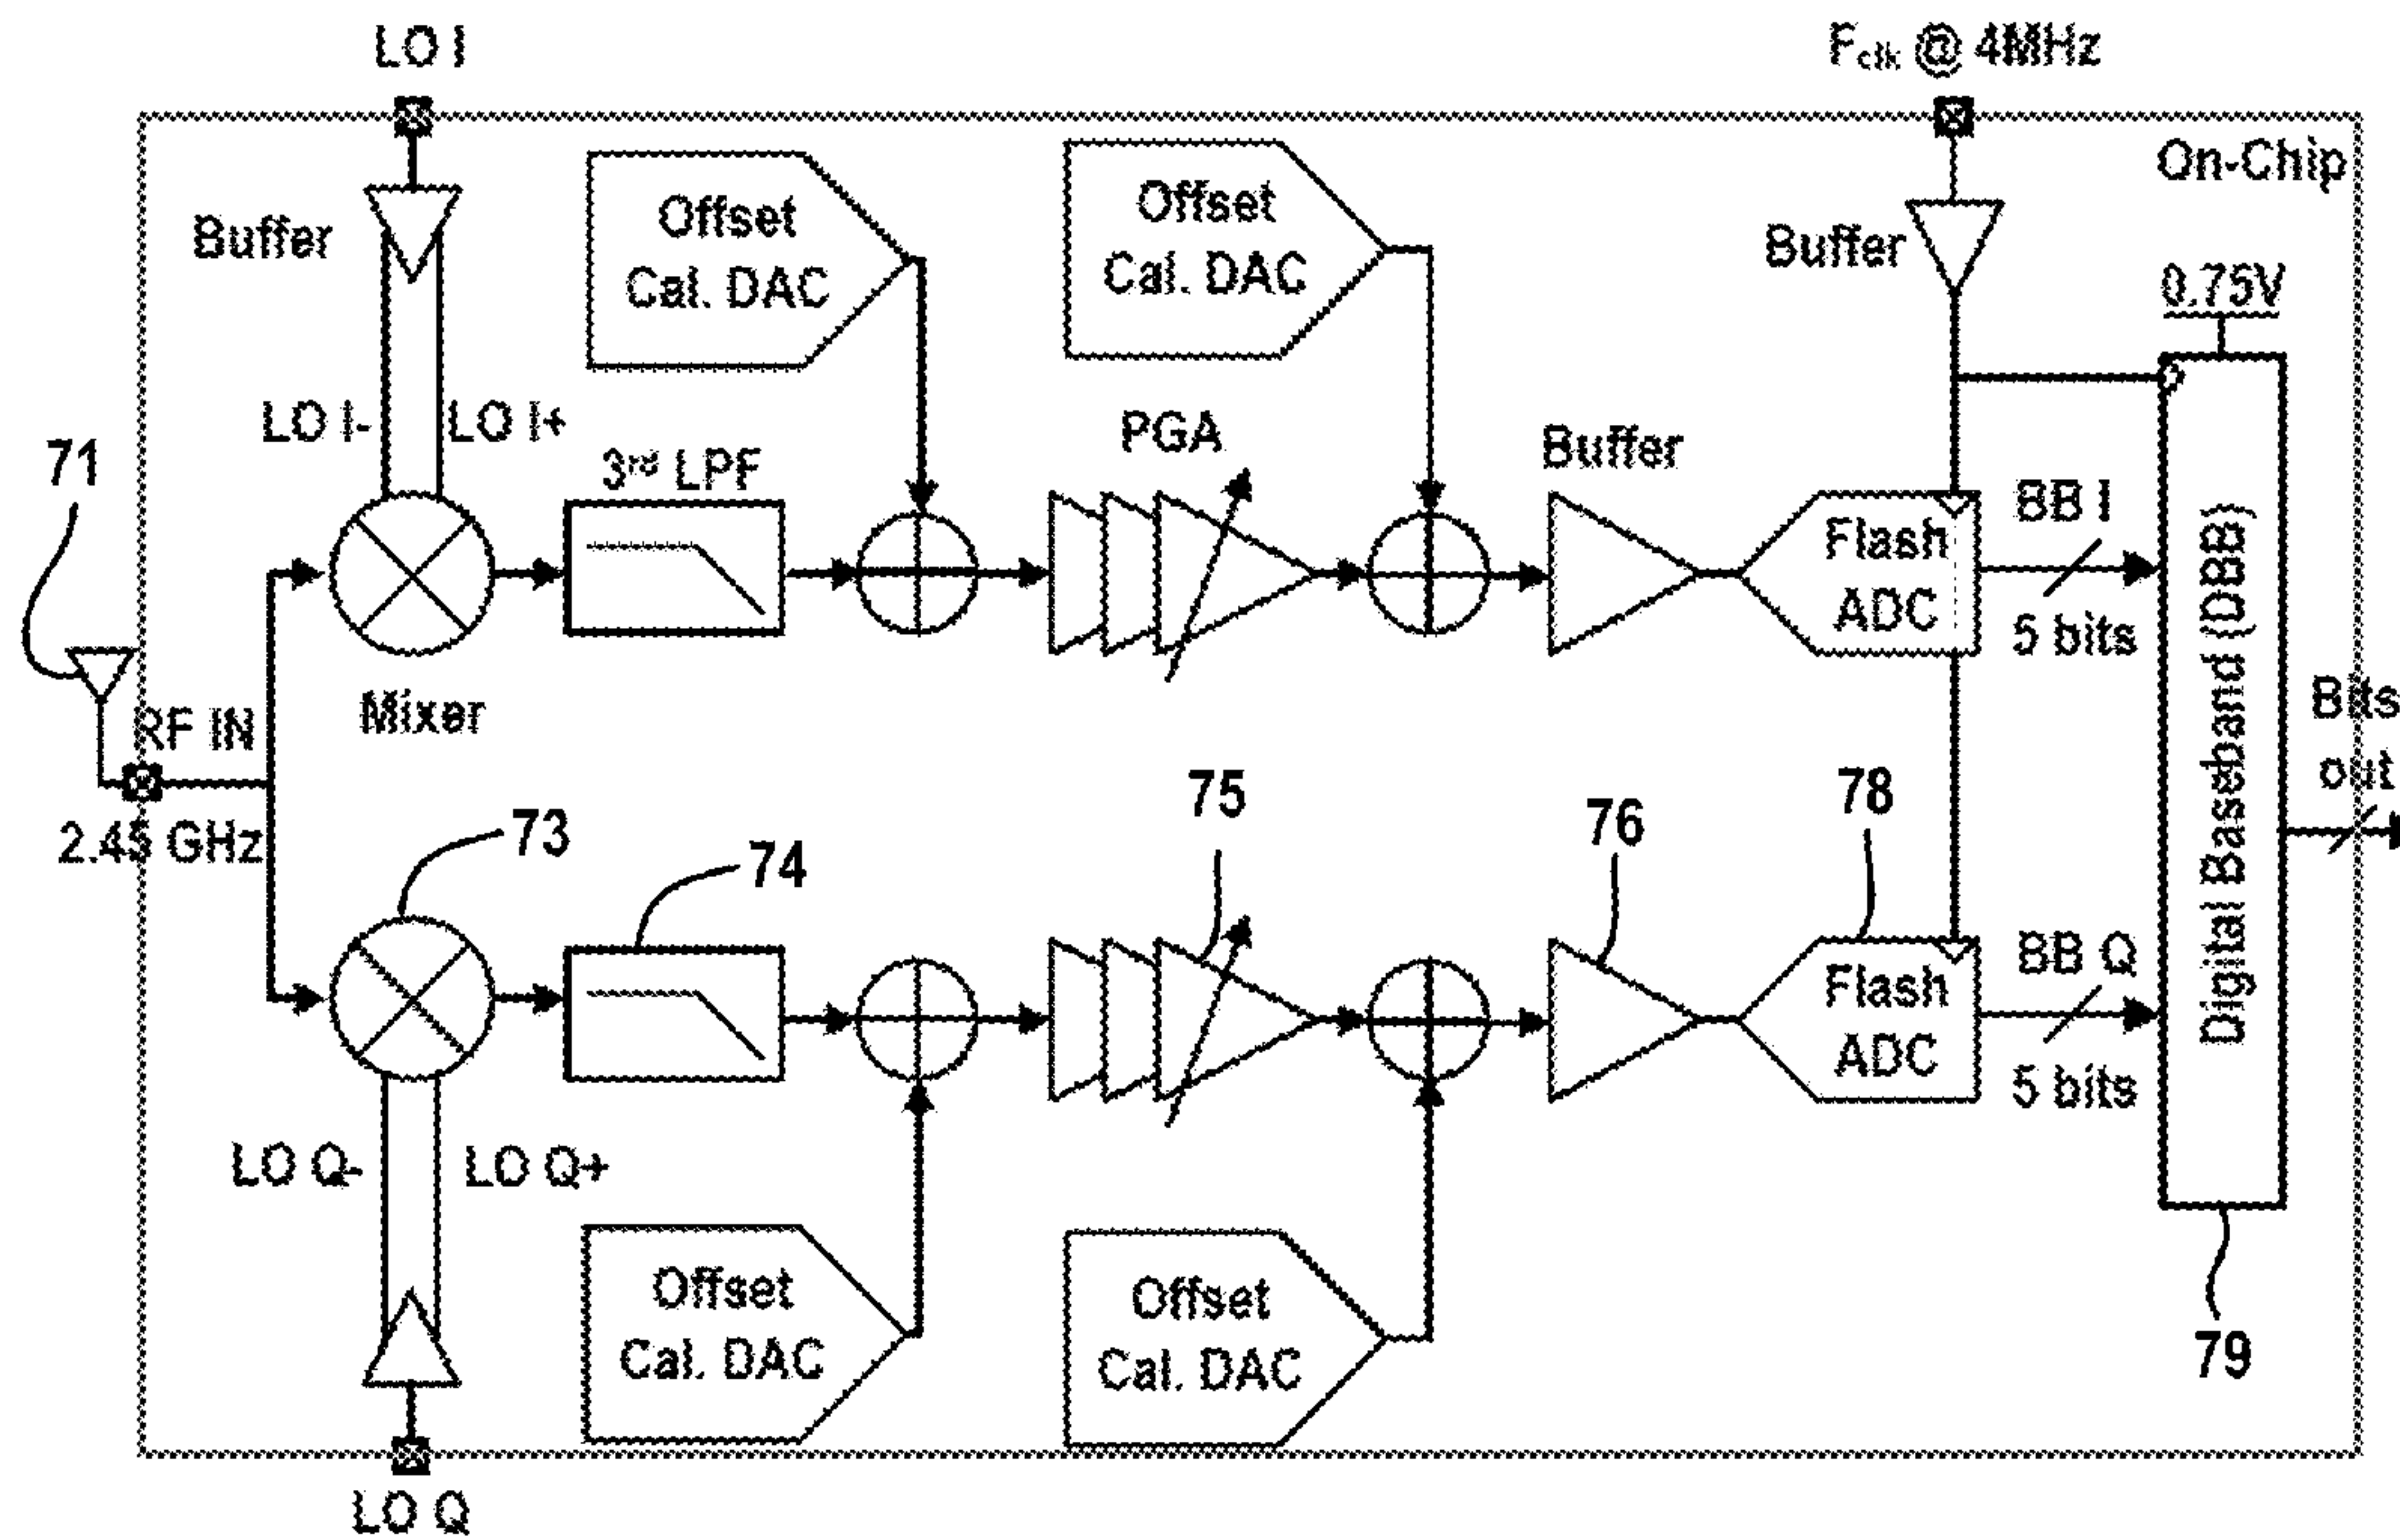 LO I
F clk @ 4MHz
On-Chip
Buffer
Offset
Cal. DAC
Offset
Cal. DAC
Buffer
0.75V
LO I-
LO I+
71
3rd LPF
PGA
Buffer
Flash
ADC
BB I
5 bits
Digital Baseband (DBB)
Mixer
RF IN
2.45 GHz
Bits
out
73
74
75
76
78
Flash
ADC
BB Q
5 bits
LO Q-
LO Q+
Offset
Cal. DAC
Offset
Cal. DAC
79
LO Q